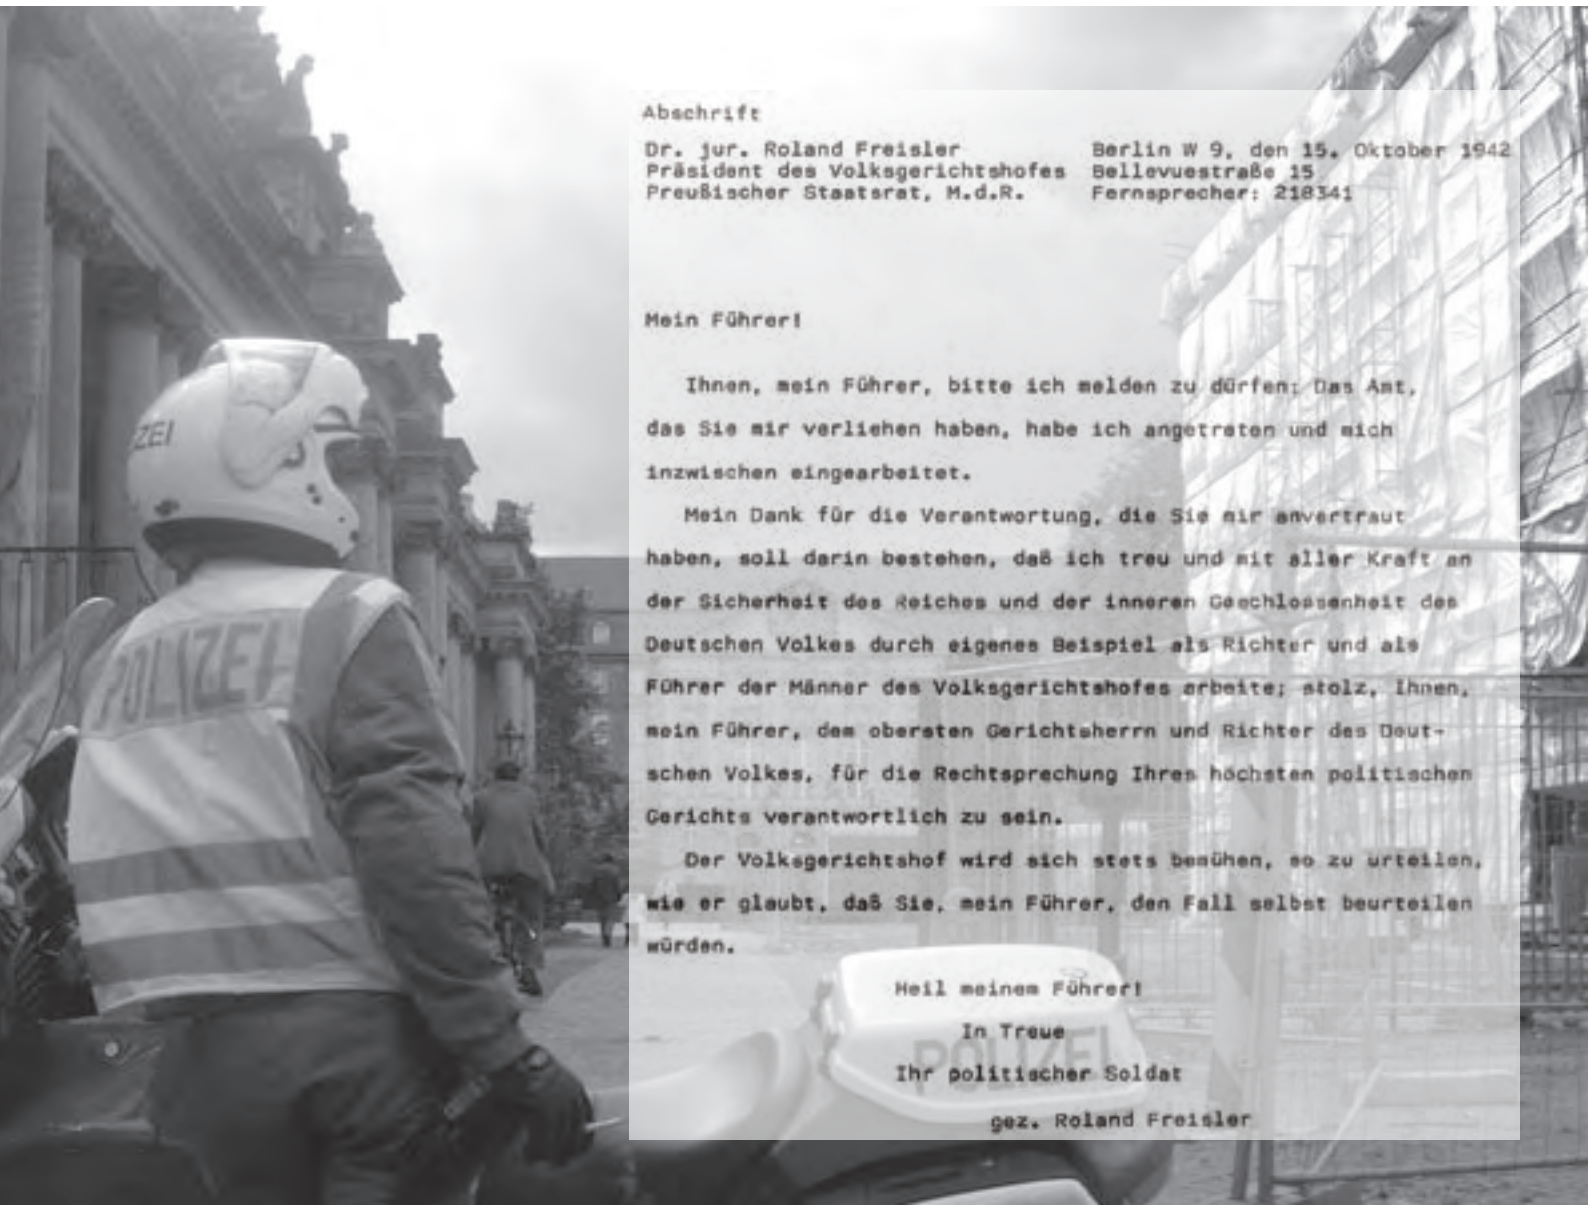 Abschrift
Dr. jur. Roland Freisler Berlin W 9, den 15. Oktober 1942
Präsident des Volksgerichtshofes Bellevuestraße 15
Preußischer Staatsrat, M.d.R. Fernsprecher: 218341
Mein Führer!
Ihnen, mein Führer, bitte ich melden zu dürfen: Das Amt,
das Sie mir verliehen haben, habe ich angetreten und mich
inzwischen eingearbeitet.
Mein Dank für die Verantwortung, die Sie mir anvertraut
haben, soll darin bestehen, daß ich treu und mit aller Kraft an
der Sicherheit des Reiches und der inneren Geschlossenheit des
Deutschen Volkes durch eigenes Beispiel als Richter und als
Führer der Männer des Volksgerichtshofes arbeite; stolz, Ihnen,
mein Führer, dem obersten Gerichtsherrn und Richter des Deut-
schen Volkes, für die Rechtsprechung Ihres höchsten politischen
Gerichts verantwortlich zu sein.
Der Volksgerichtshof wird sich stets bemühen, so zu urteilen,
wie er glaubt, daß Sie, mein Führer, den Fall selbst beurteilen
würden.
Heil meinem Führer!
In Treue
Ihr politischer Soldat
gez. Roland Freisler
ZEI
POLIZEI
POLIZEI